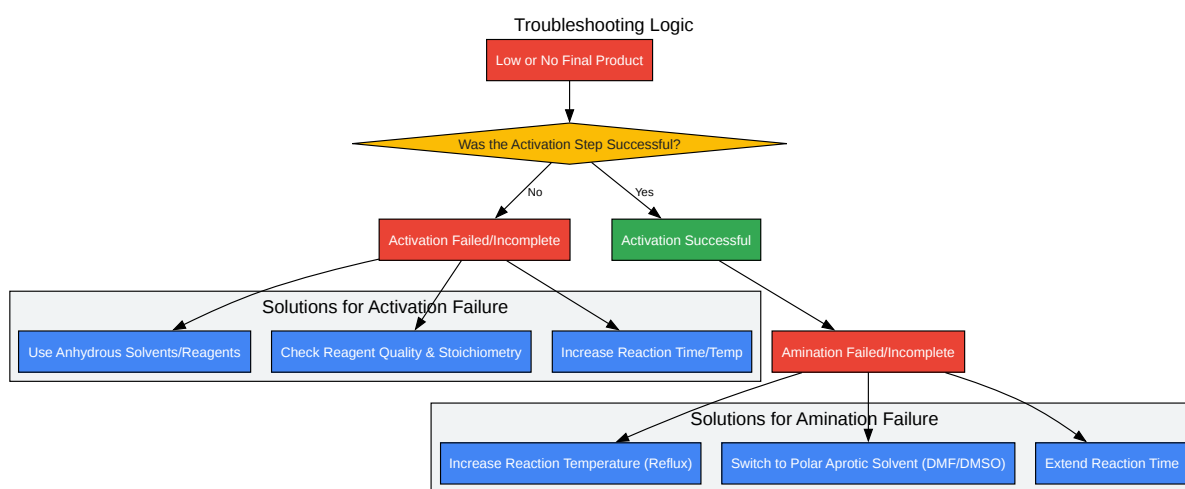 Troubleshooting Logic
Low or No Final Product
Was the Activation Step Successful?
No
Yes
Activation Failed/Incomplete
Activation Successful
Solutions for Activation Failure
Use Anhydrous Solvents/Reagents
Check Reagent Quality & Stoichiometry
Increase Reaction Time/Temp
Amination Failed/Incomplete
Solutions for Amination Failure
Increase Reaction Temperature (Reflux)
Switch to Polar Aprotic Solvent (DMF/DMSO)
Extend Reaction Time